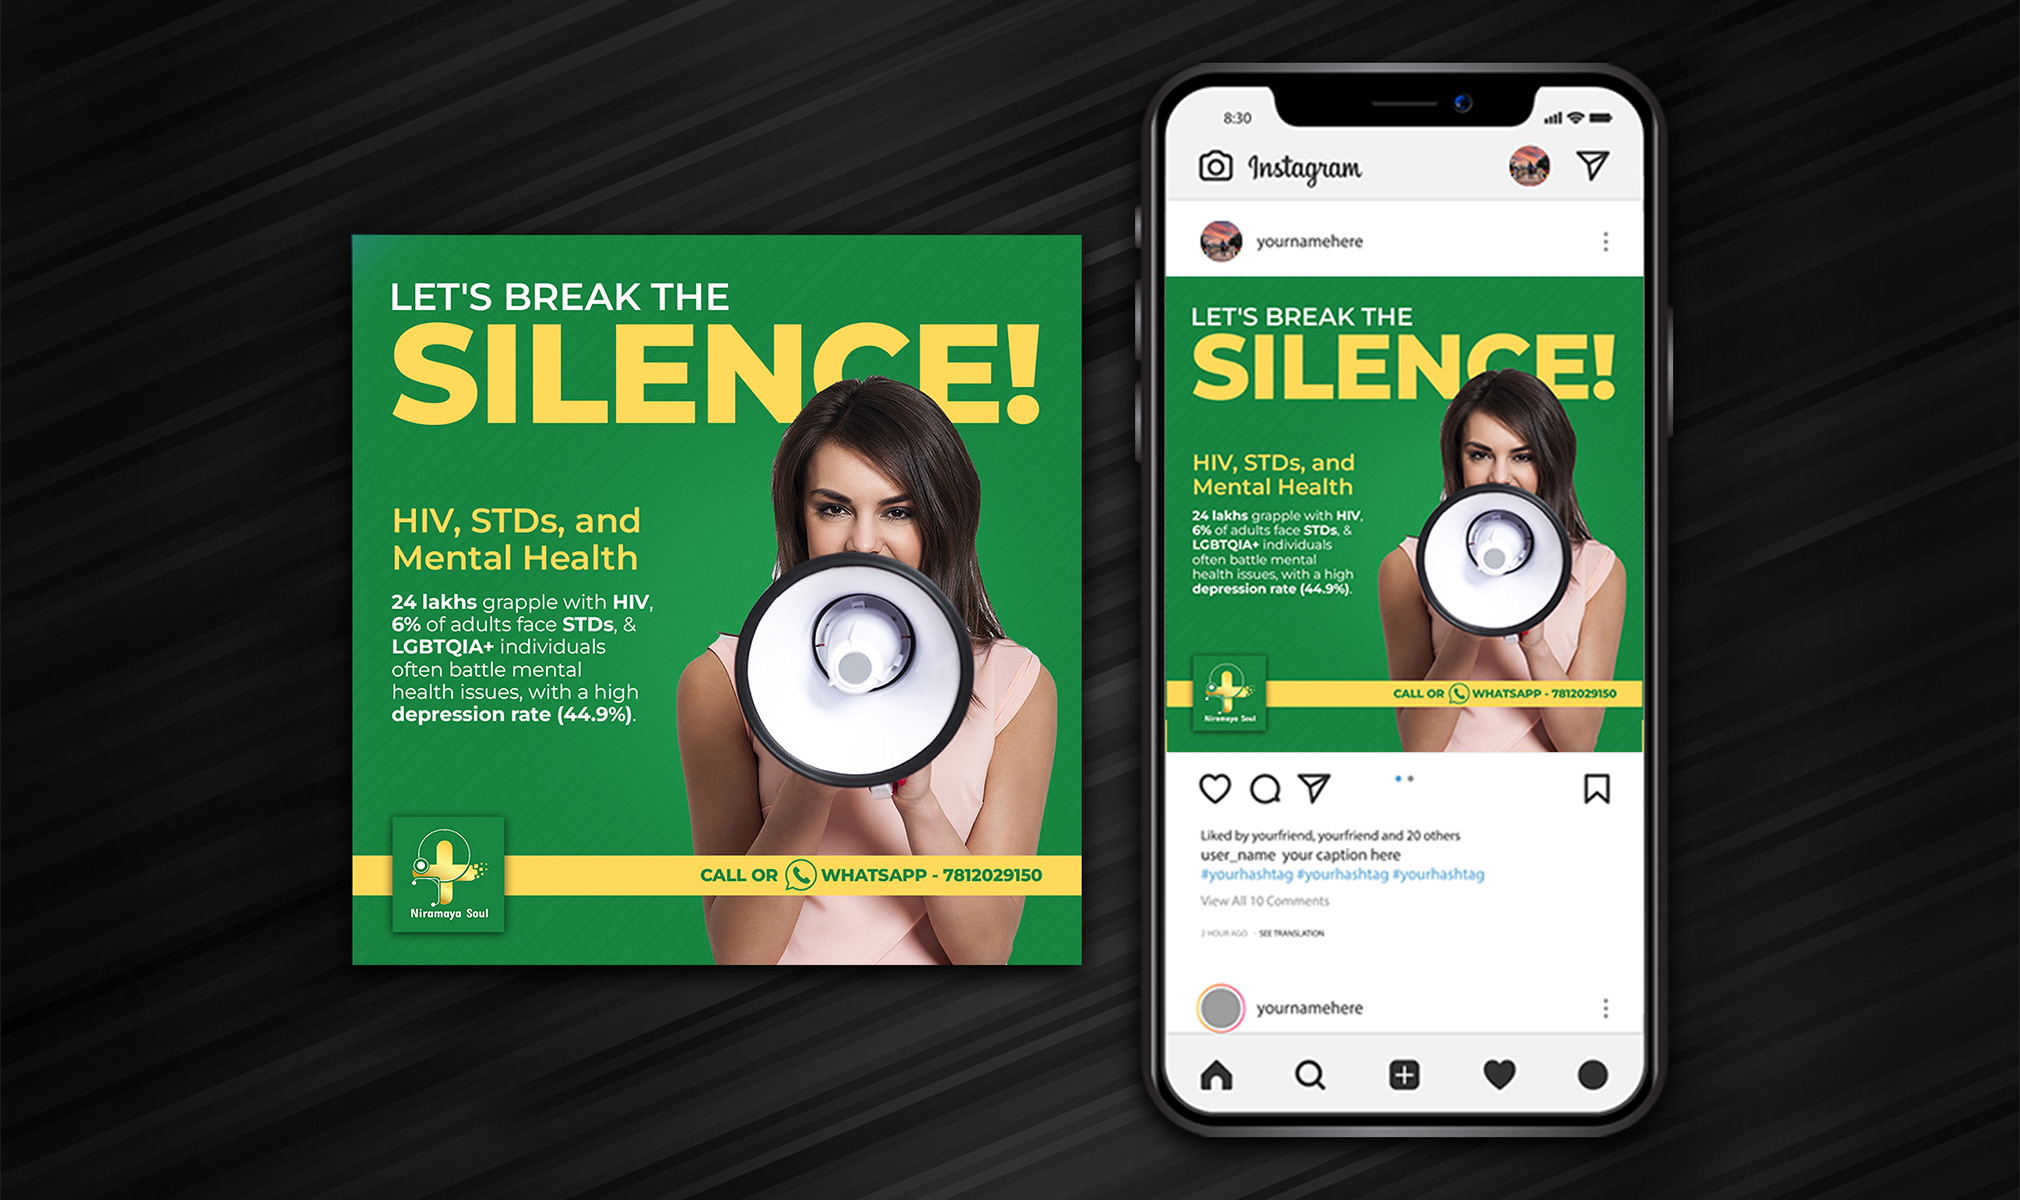 LET'S BREAK THE
SILENCE!
HIV, STDs, and
Mental Health
24 lakhs grapple with HIV,
6% of adults face STDs, &
LGBTQIA+ individuals
often battle mental
health issues, with a high
depression rate (44.9%).
Niramaya Soul
CALL OR WHATSAPP - 7812029150
8:30
Instagram
yournamehere
LET'S BREAK THE
SILENCE!
HIV, STDs, and
Mental Health
24 lakhs grapple with HIV,
6% of adults face STDs, &
LGBTQIA+ individuals
often battle mental
health issues, with a high
depression rate (44.9%).
CALL OR WHATSAPP - 7812029150
Niramaya Soul
Liked by yourfriend, yourfriend and 20 others
user_name your caption here
#yourhashtag #yourhashtag #yourhashtag
View All 10 Comments
2 HOUR AGO · SEE TRANSLATION
yournamehere